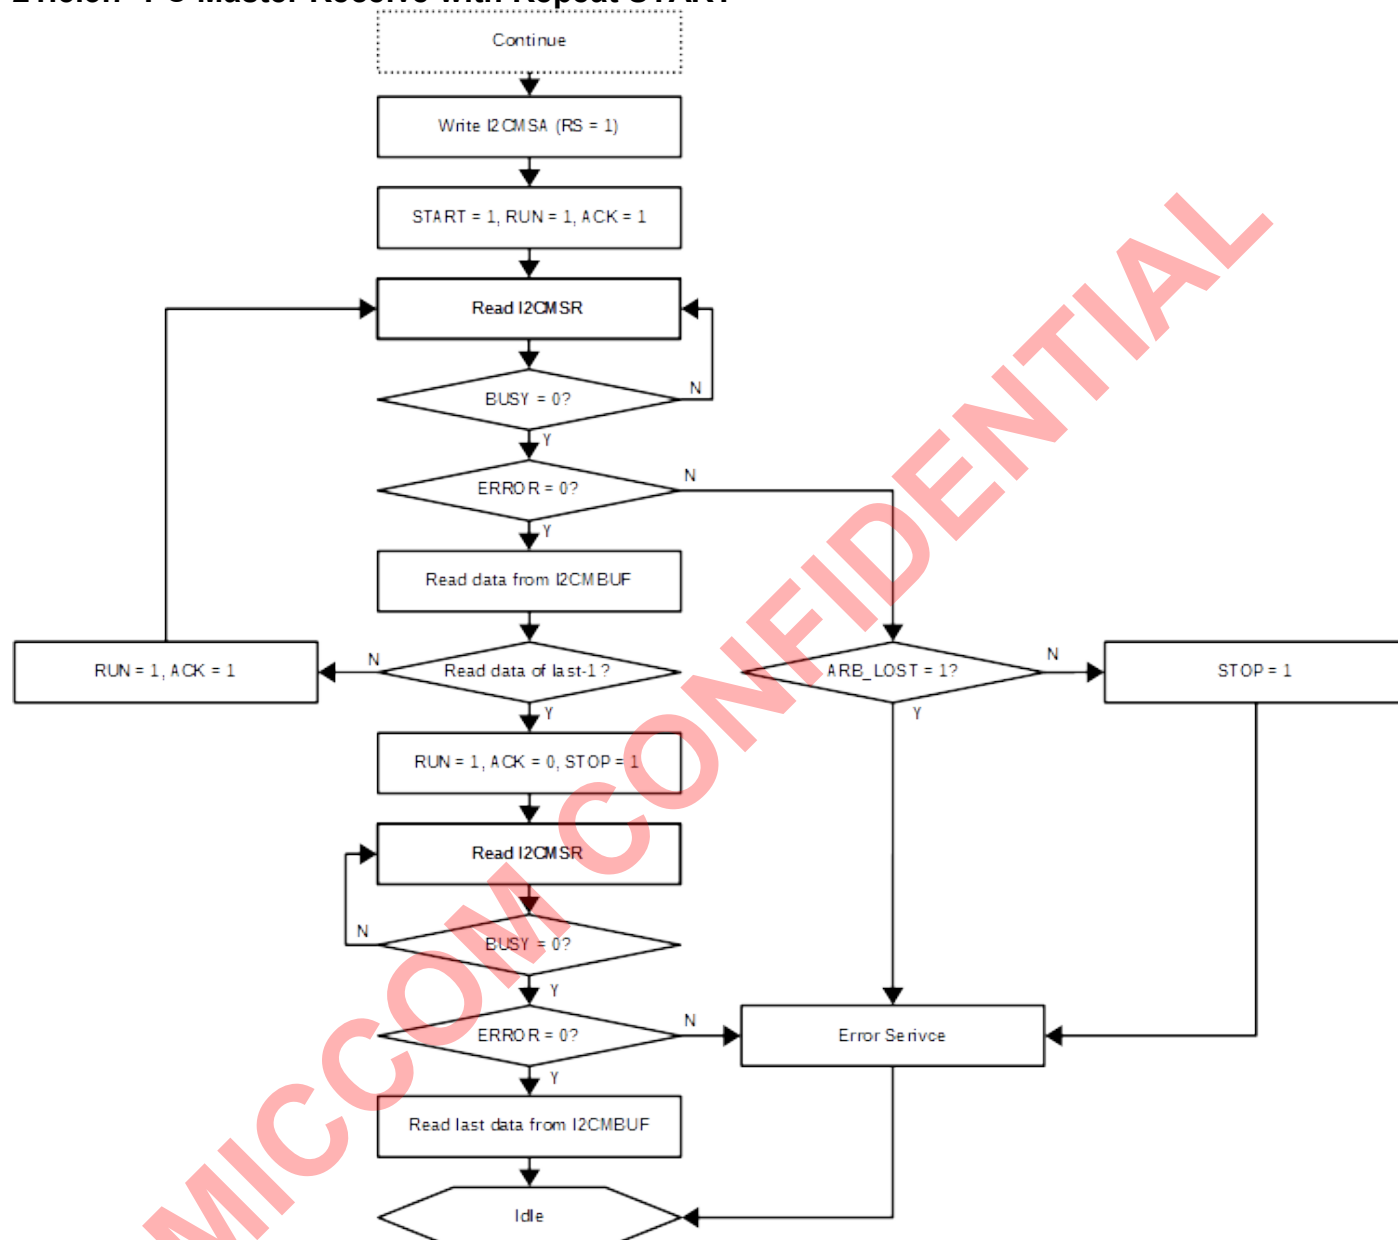 Continue
Write I2CMSA (RS = 1)
START = 1, RUN = 1, ACK = 1
Read I2CMSR
BUSY = 0?
N
Y
ERROR = 0?
N
Y
Read data from I2CMBUF
RUN = 1, ACK = 1
N
Read data of last-1 ?
ARB_LOST = 1?
N
STOP = 1
Y
Y
RUN = 1, ACK = 0, STOP = 1
Read I2CMSR
N
BUSY = 0?
Y
ERROR = 0?
N
Error Serivce
Y
Read last data from I2CMBUF
Idle
MICCOM CONFIDENTIAL